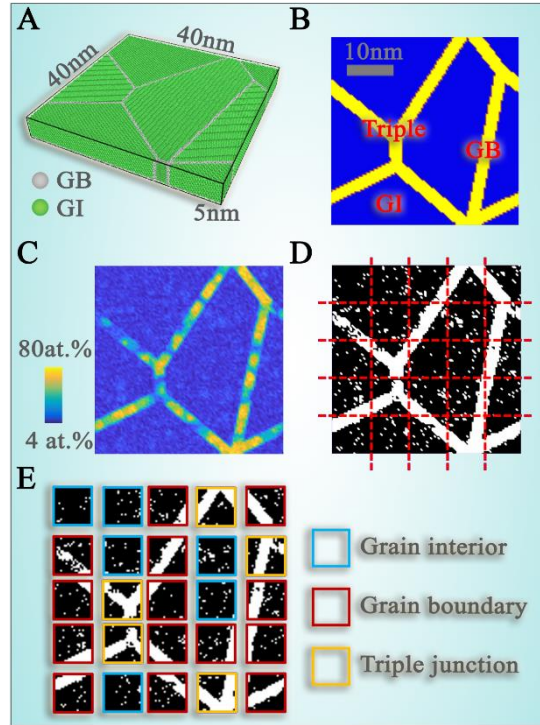 A
40nm
40nm
GB
GI
5nm
B
10nm
Triple
GB
GI
C
80at.%
4 at.%
D
E
Grain interior
Grain boundary
Triple junction